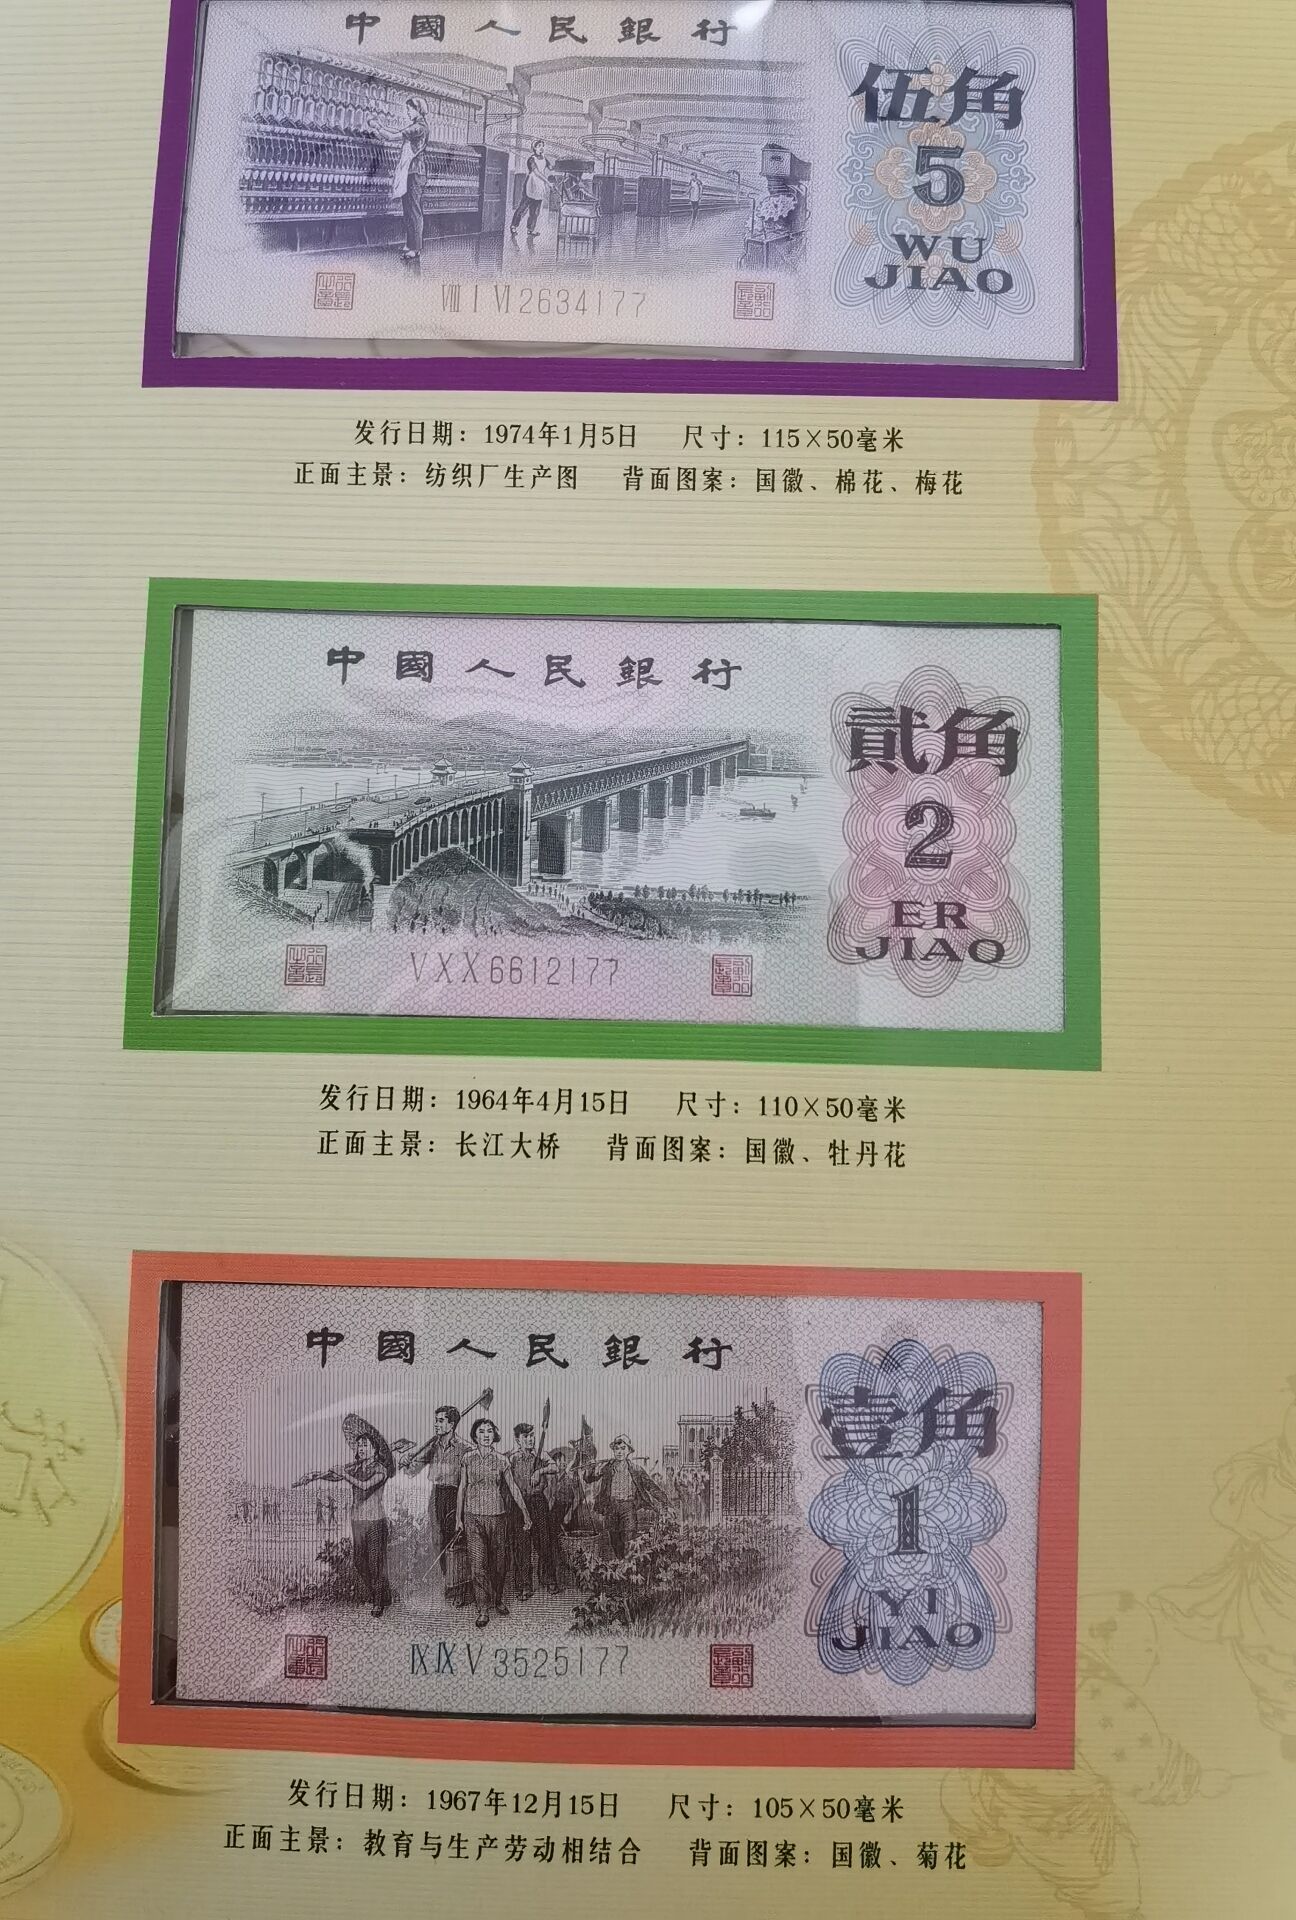 中國人民銀行
伍角
5
WU
JIAO
VIII I VI 2634177
发行日期：1974年1月5日 尺寸：115×50毫米
正面主景：纺织厂生产图 背面图案：国徽、棉花、梅花
中國人民銀行
貳角
2
ER
JIAO
V X X 6612177
发行日期：1964年4月15日 尺寸：110×50毫米
正面主景：长江大桥 背面图案：国徽、牡丹花
中國人民銀行
壹角
1
YI
JIAO
IX IX V 3525177
发行日期：1967年12月15日 尺寸：105×50毫米
正面主景：教育与生产劳动相结合 背面图案：国徽、菊花